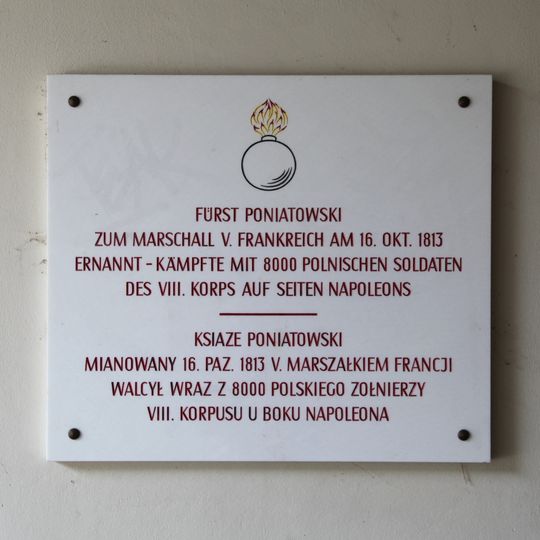 FÜRST PONIATOWSKI
ZUM MARSCHALL V. FRANKREICH AM 16. OKT. 1813
ERNANNT - KÄMPFTE MIT 8000 POLNISCHEN SOLDATEN
DES VIII. KORPS AUF SEITEN NAPOLEONS
KSIAZE PONIATOWSKI
MIANOWANY 16. PAZ. 1813 V. MARSZAŁKIEM FRANCJI
WALCYŁ WRAZ Z 8000 POLSKIEGO ZOŁNIERZY
VIII. KORPUSU U BOKU NAPOLEONA